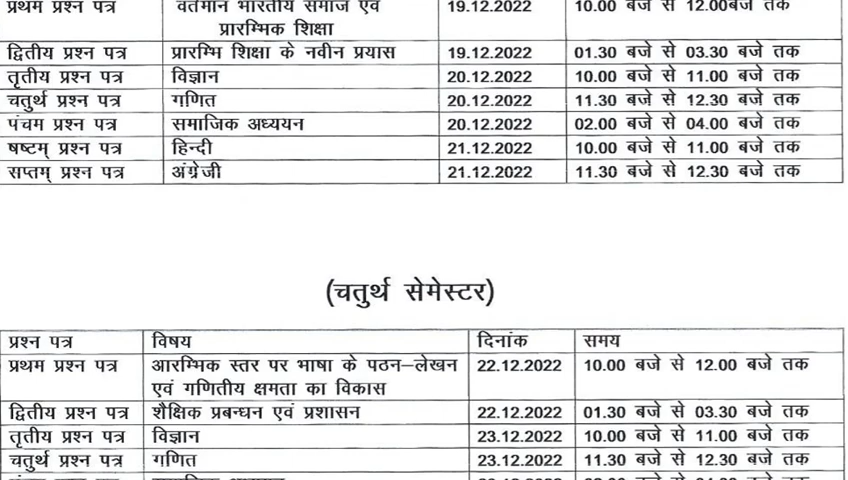 प्रथम प्रश्न पत्र वर्तमान भारतीय समाज एवं 19.12.2022 10.00 बजे से 12.00बजे तक
प्रारम्भिक शिक्षा
द्वितीय प्रश्न पत्र प्रारम्भि शिक्षा के नवीन प्रयास 19.12.2022 01.30 बजे से 03.30 बजे तक
तृतीय प्रश्न पत्र विज्ञान 20.12.2022 10.00 बजे से 11.00 बजे तक
चतुर्थ प्रश्न पत्र गणित 20.12.2022 11.30 बजे से 12.30 बजे तक
पंचम प्रश्न पत्र समाजिक अध्ययन 20.12.2022 02.00 बजे से 04.00 बजे तक
षष्टम् प्रश्न पत्र हिन्दी 21.12.2022 10.00 बजे से 11.00 बजे तक
सप्तम् प्रश्न पत्र अंग्रेजी 21.12.2022 11.30 बजे से 12.30 बजे तक
(चतुर्थ सेमेस्टर)
प्रश्न पत्र विषय दिनांक समय
प्रथम प्रश्न पत्र आरम्भिक स्तर पर भाषा के पठन–लेखन 22.12.2022 10.00 बजे से 12.00 बजे तक
एवं गणितीय क्षमता का विकास
द्वितीय प्रश्न पत्र शैक्षिक प्रबन्धन एवं प्रशासन 22.12.2022 01.30 बजे से 03.30 बजे तक
तृतीय प्रश्न पत्र विज्ञान 23.12.2022 10.00 बजे से 11.00 बजे तक
चतुर्थ प्रश्न पत्र गणित 23.12.2022 11.30 बजे से 12.30 बजे तक